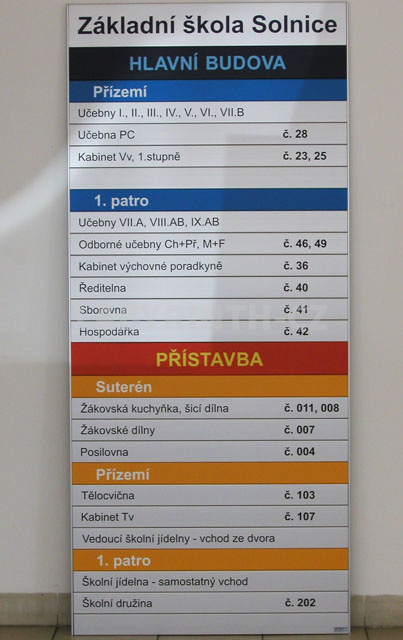 Základní škola Solnice
HLAVNÍ BUDOVA
Přízemí
Učebny I., II., III., IV., V., VI., VII.B
Učebna PC č. 28
Kabinet Vv, 1.stupně č. 23, 25
1. patro
Učebny VII.A, VIII.AB, IX.AB
Odborné učebny Ch+Př, M+F č. 46, 49
Kabinet výchovné poradkyně č. 36
Ředitelna č. 40
Sborovna č. 41
Hospodářka č. 42
PŘÍSTAVBA
Suterén
Žákovská kuchyňka, šicí dílna č. 011, 008
Žákovské dílny č. 007
Posilovna č. 004
Přízemí
Tělocvična č. 103
Kabinet Tv č. 107
Vedoucí školní jídelny - vchod ze dvora
1. patro
Školní jídelna - samostatný vchod
Školní družina č. 202